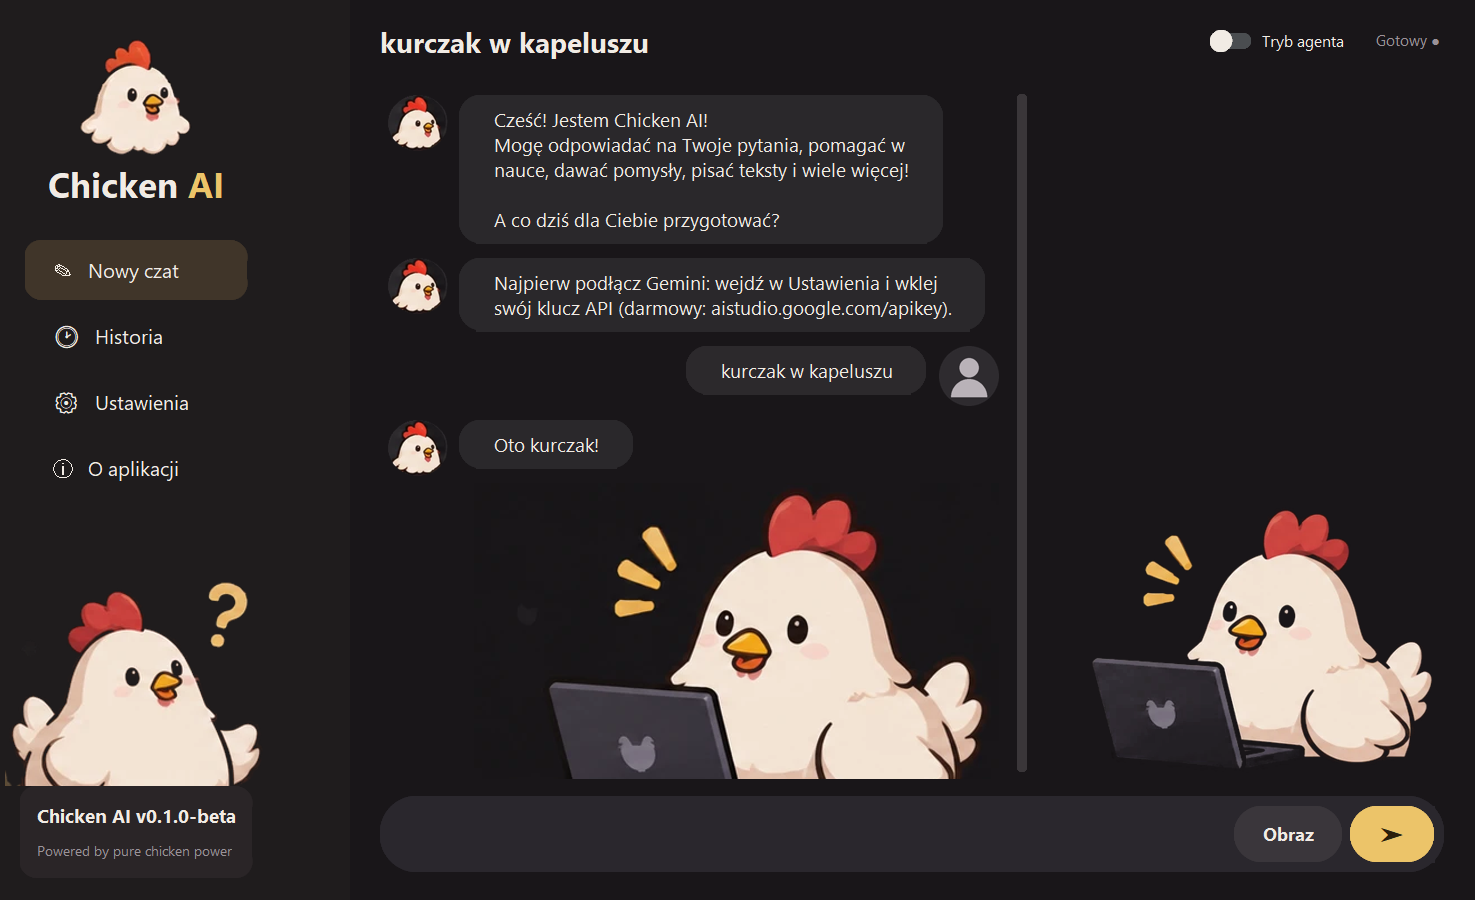 Chicken AI
Nowy czat
Historia
Ustawienia
O aplikacji
?
Chicken AI v0.1.0-beta
Powered by pure chicken power
kurczak w kapeluszu
Tryb agenta
Gotowy
Cześć! Jestem Chicken AI!
Mogę odpowiadać na Twoje pytania, pomagać w
nauce, dawać pomysły, pisać teksty i wiele więcej!
A co dziś dla Ciebie przygotować?
Najpierw podłącz Gemini: wejdź w Ustawienia i wklej
swój klucz API (darmowy: aistudio.google.com/apikey).
kurczak w kapeluszu
Oto kurczak!
Obraz